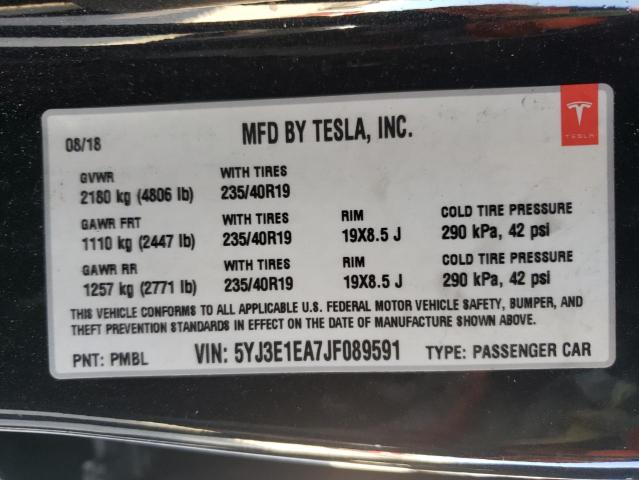 08/18
MFD BY TESLA, INC.
TESLA
GVWR
2180 kg (4806 lb)
WITH TIRES
235/40R19
GAWR FRT
1110 kg (2447 lb)
WITH TIRES
235/40R19
RIM
19X8.5 J
COLD TIRE PRESSURE
290 kPa, 42 psi
GAWR RR
1257 kg (2771 lb)
WITH TIRES
235/40R19
RIM
19X8.5 J
COLD TIRE PRESSURE
290 kPa, 42 psi
THIS VEHICLE CONFORMS TO ALL APPLICABLE U.S. FEDERAL MOTOR VEHICLE SAFETY, BUMPER, AND
THEFT PREVENTION STANDARDS IN EFFECT ON THE DATE OF MANUFACTURE SHOWN ABOVE.
PNT: PMBL
VIN: 5YJ3E1EA7JF089591
TYPE: PASSENGER CAR